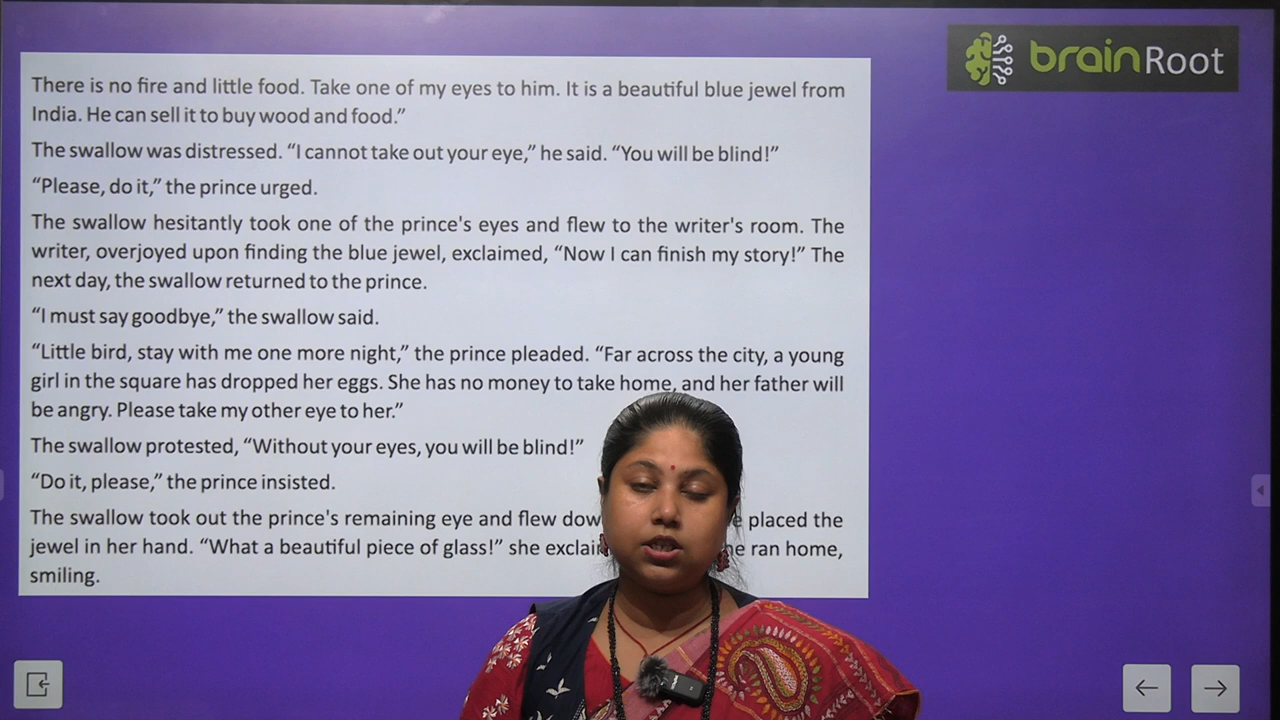 brainRoot
There is no fire and little food. Take one of my eyes to him. It is a beautiful blue jewel from
India. He can sell it to buy wood and food.”
The swallow was distressed. “I cannot take out your eye,” he said. “You will be blind!”
“Please, do it,” the prince urged.
The swallow hesitantly took one of the prince's eyes and flew to the writer's room. The
writer, overjoyed upon finding the blue jewel, exclaimed, “Now I can finish my story!” The
next day, the swallow returned to the prince.
“I must say goodbye,” the swallow said.
“Little bird, stay with me one more night,” the prince pleaded. “Far across the city, a young
girl in the square has dropped her eggs. She has no money to take home, and her father will
be angry. Please take my other eye to her.”
The swallow protested, “Without your eyes, you will be blind!”
“Do it, please,” the prince insisted.
The swallow took out the prince's remaining eye and flew placed the
jewel in her hand. “What a beautiful piece of glass!” she ran home,
smiling.